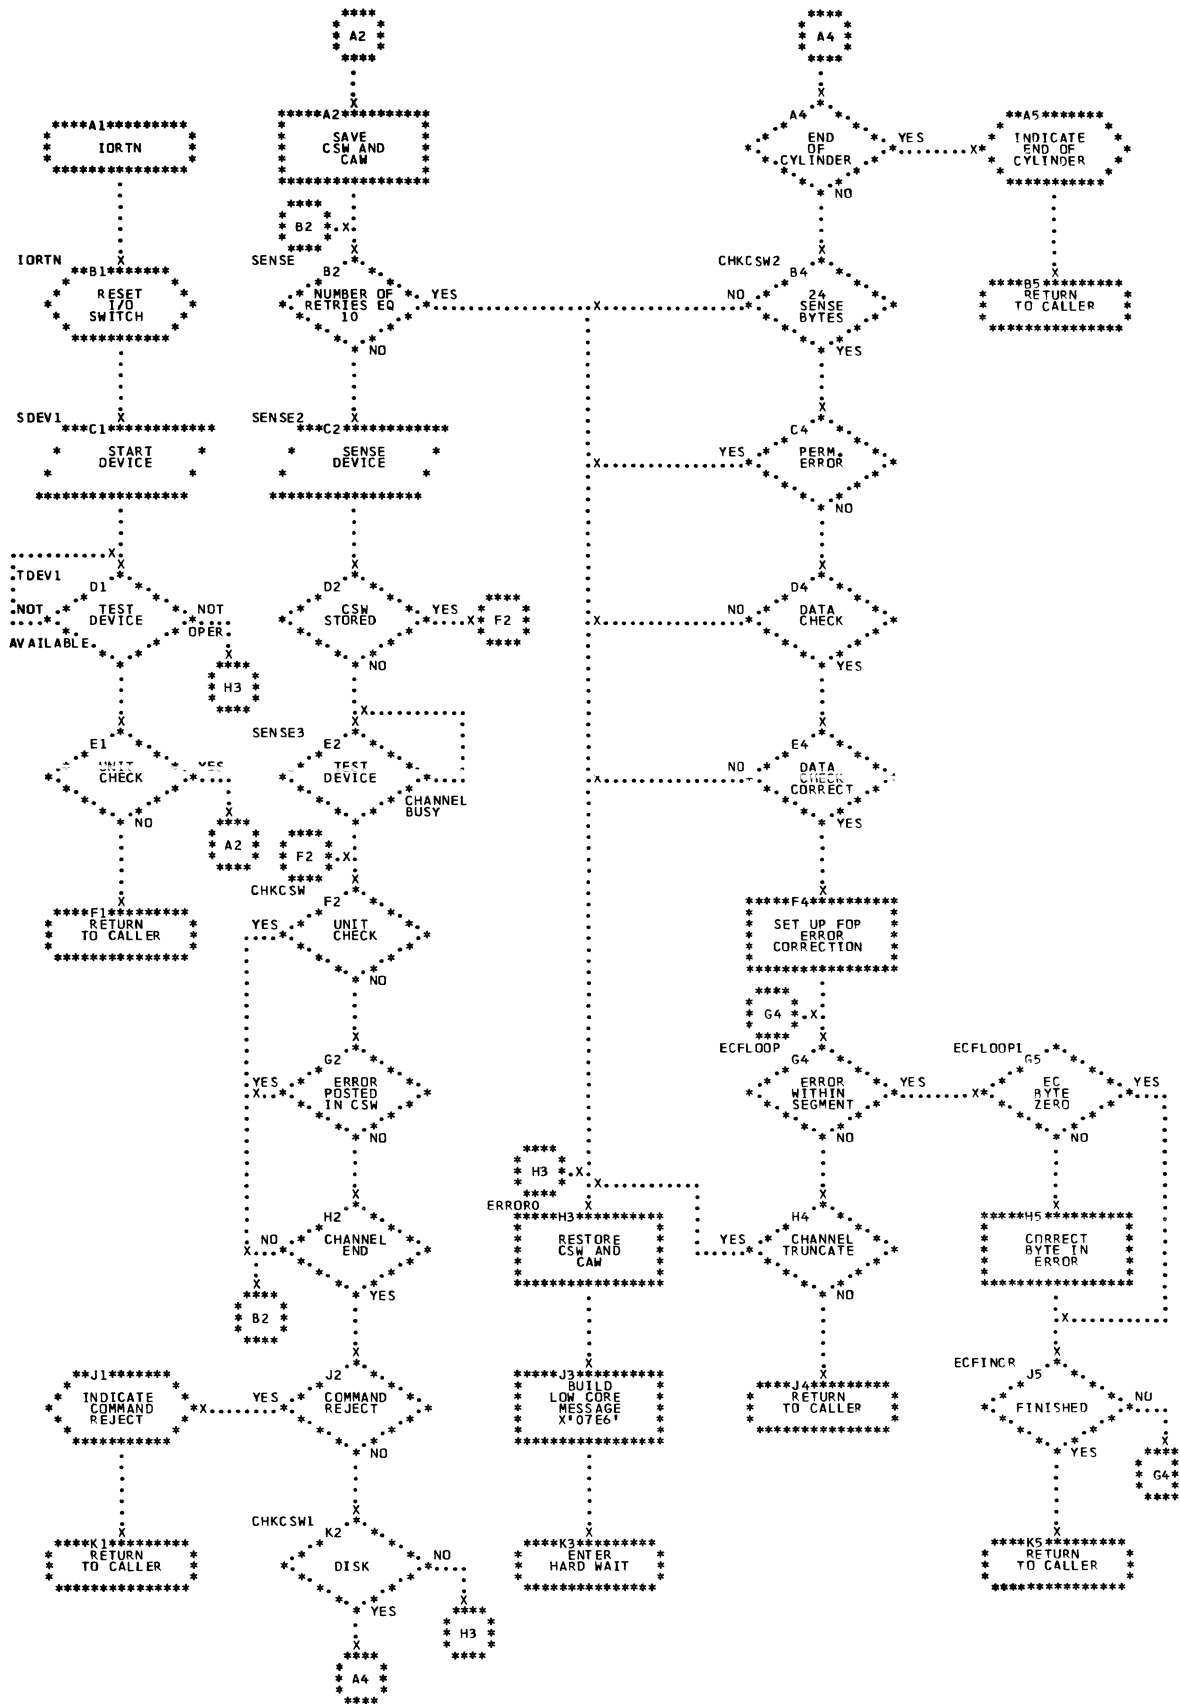 A2
A4
A1
IORTN
A2
SAVE
CSW AND
CAW
A4
END
OF
CYLINDER
YES
NO
A5
INDICATE
END OF
CYLINDER
B2
IORTN
B1
RESET
I/O
SWITCH
SENSE
B2
NUMBER OF
RETRIES EQ
10
YES
NO
CHKCSW2
B4
NO
24
SENSE
BYTES
YES
B5
RETURN
TO CALLER
SDEV1
C1
START
DEVICE
SENSE2
C2
SENSE
DEVICE
C4
YES
PERM.
ERROR
NO
TDEV1
D1
NOT
AVAILABLE
TEST
DEVICE
NOT
OPER
H3
D2
CSW
STORED
YES
F2
NO
D4
NO
DATA
CHECK
YES
E1
UNIT
CHECK
YES
NO
A2
SENSE3
E2
TEST
DEVICE
CHANNEL
BUSY
E4
NO
DATA
CHECK
CORRECT
YES
F2
F1
RETURN
TO CALLER
CHKCSW
F2
YES
UNIT
CHECK
NO
F4
SET UP FOP
ERROR
CORRECTION
G4
G2
YES
ERROR
POSTED
IN CSW
NO
ECFLOOP
G4
ERROR
WITHIN
SEGMENT
YES
NO
ECFLOOP1
G5
EC
BYTE
ZERO
YES
NO
H3
H2
NO
CHANNEL
END
YES
B2
ERRORO
H3
RESTORE
CSW AND
CAW
H4
YES
CHANNEL
TRUNCATE
NO
H5
CORRECT
BYTE IN
ERROR
J1
INDICATE
COMMAND
REJECT
J2
YES
COMMAND
REJECT
NO
J3
BUILD
LOW CORE
MESSAGE
X'07E6'
J4
RETURN
TO CALLER
ECFINCR
J5
FINISHED
NO
YES
G4
K1
RETURN
TO CALLER
CHKCSW1
K2
DISK
NO
YES
H3
K3
ENTER
HARD WAIT
K5
RETURN
TO CALLER
A4